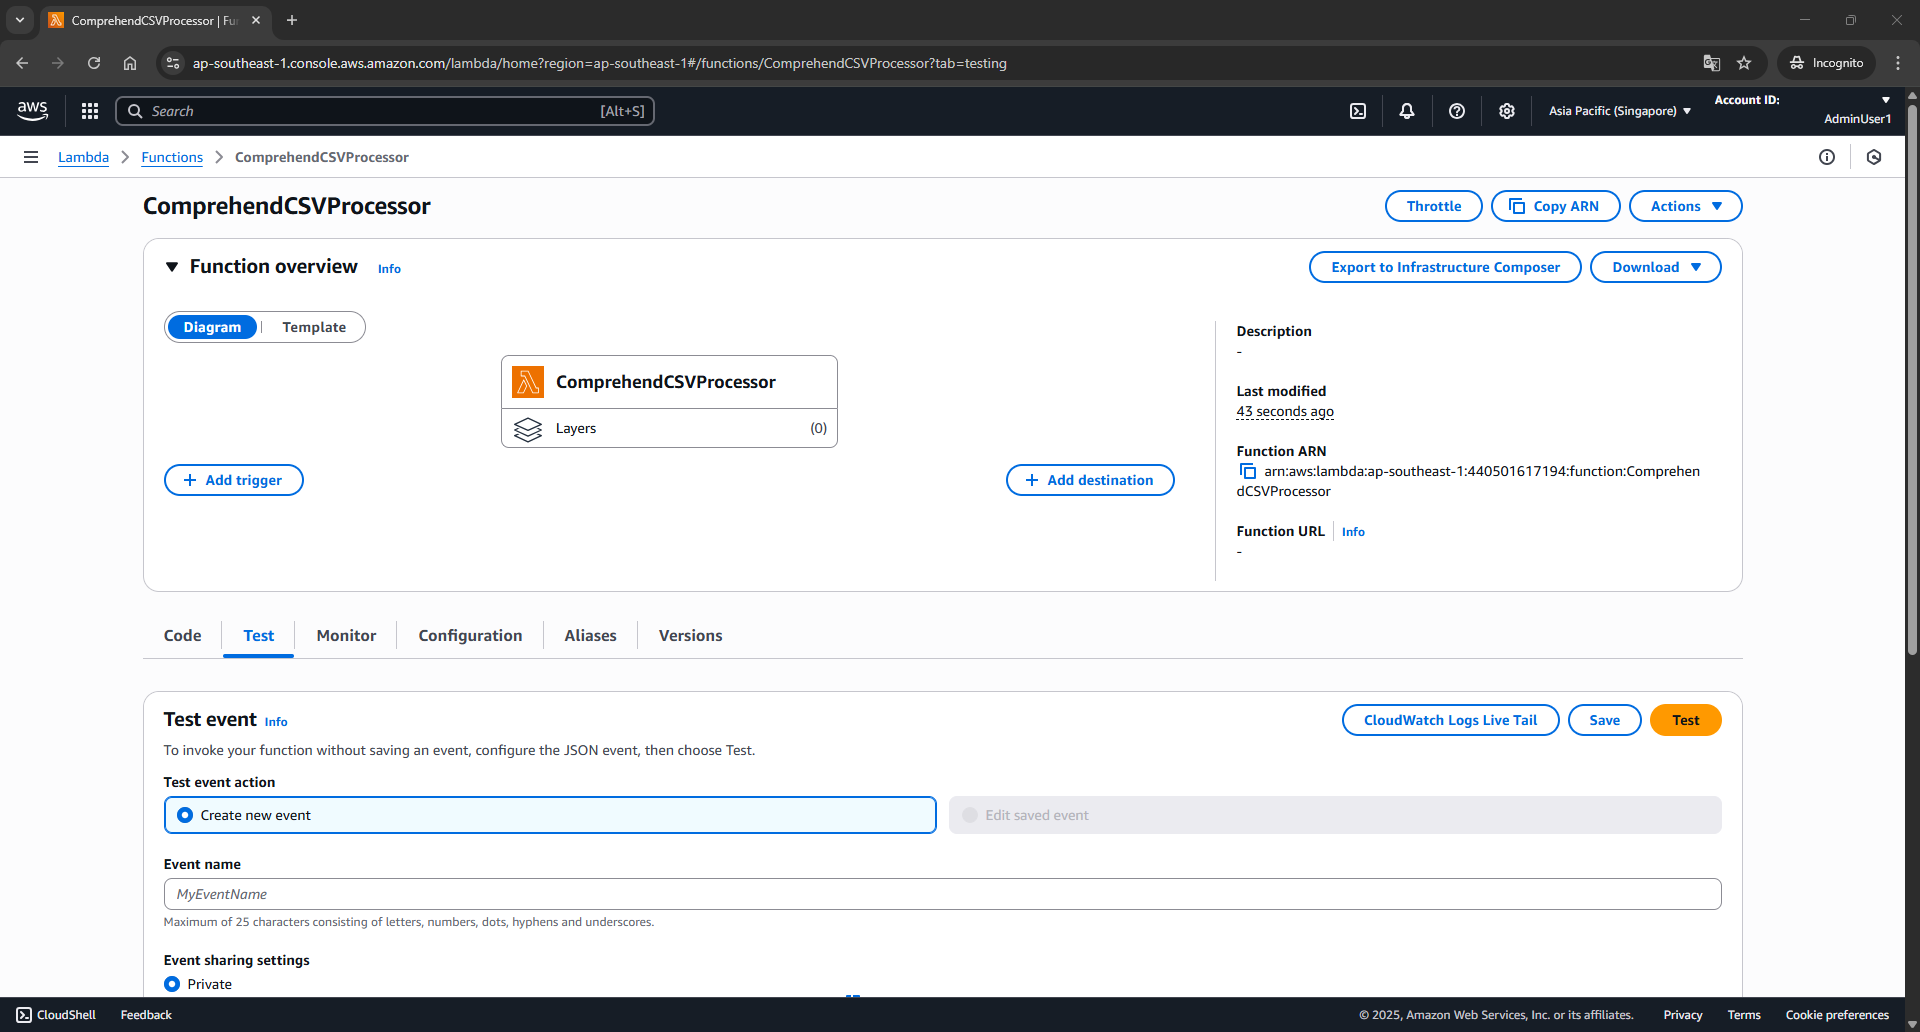 ComprehendCSVProcessor | Fu
ap-southeast-1.console.aws.amazon.com/lambda/home?region=ap-southeast-1#/functions/ComprehendCSVProcessor?tab=testing
Incognito
aws
Search
[Alt+S]
Asia Pacific (Singapore)
Account ID:
AdminUser1
Lambda
Functions
ComprehendCSVProcessor
ComprehendCSVProcessor
Throttle
Copy ARN
Actions
Function overview
Info
Export to Infrastructure Composer
Download
Diagram
Template
ComprehendCSVProcessor
Layers
(0)
Add trigger
Add destination
Description
-
Last modified
43 seconds ago
Function ARN
arn:aws:lambda:ap-southeast-1:440501617194:function:Comprehen
dCSVProcessor
Function URL
Info
-
Code
Test
Monitor
Configuration
Aliases
Versions
Test event
Info
CloudWatch Logs Live Tail
Save
Test
To invoke your function without saving an event, configure the JSON event, then choose Test.
Test event action
Create new event
Edit saved event
Event name
MyEventName
Maximum of 25 characters consisting of letters, numbers, dots, hyphens and underscores.
Event sharing settings
Private
CloudShell
Feedback
© 2025, Amazon Web Services, Inc. or its affiliates.
Privacy
Terms
Cookie preferences